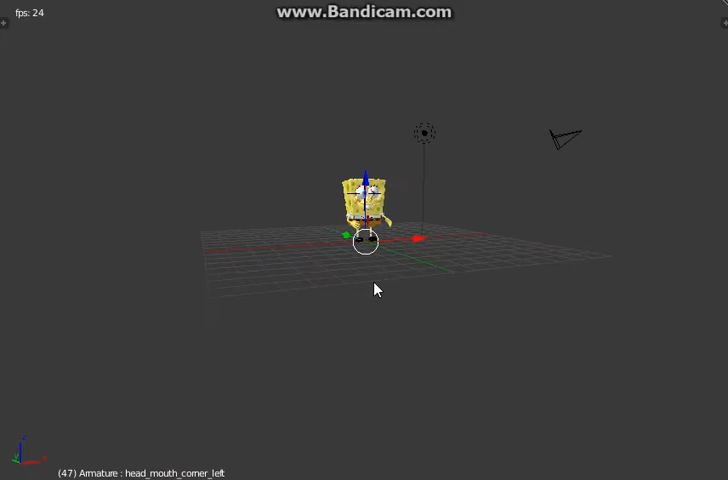 www.Bandicam.com
fps: 24
(47) Armature : head_mouth_corner_left